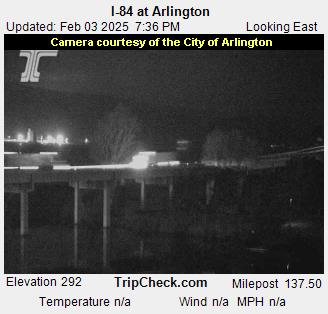 I-84 at Arlington
Updated: Feb 03 2025 7:36 PM Looking East
Camera courtesy of the City of Arlington
Elevation 292 TripCheck.com Milepost 137.50
Temperature n/a Wind n/a MPH n/a